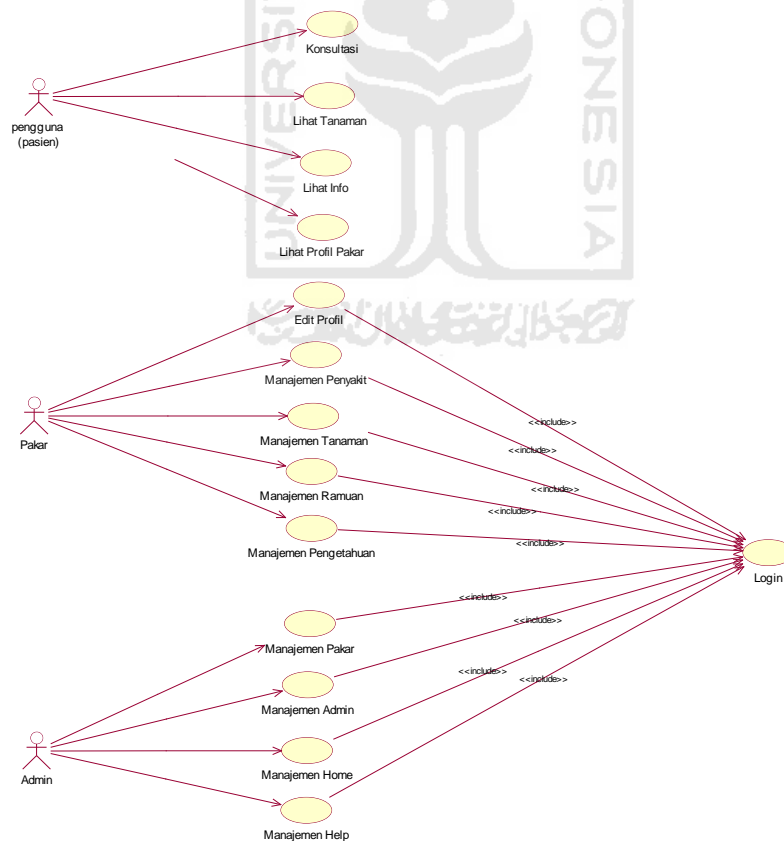 UNIVERSI
ONESIA
Konsultasi
Lihat Tanaman
pengguna
(pasien)
Lihat Info
Lihat Profil Pakar
Edit Profil
Manajemen Penyakit
<<include>>
Pakar
Manajemen Tanaman
<<include>>
Manajemen Ramuan
<<include>>
<<include>>
Manajemen Pengetahuan
<<include>>
Login
<<include>>
Manajemen Pakar
<<include>>
Manajemen Admin
<<include>>
<<include>>
Admin
Manajemen Home
Manajemen Help